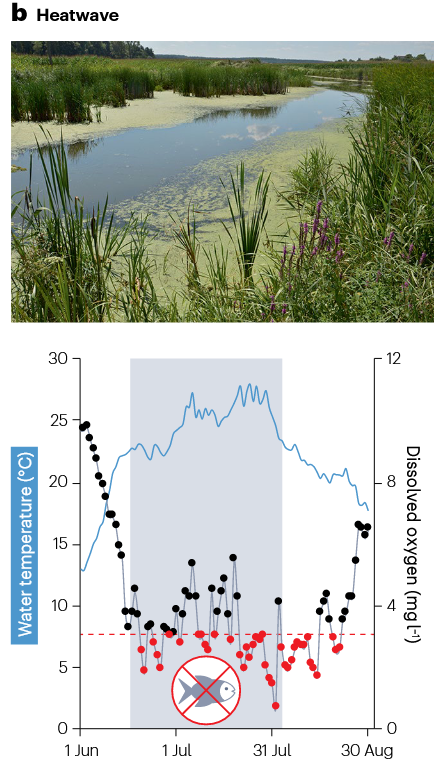 b Heatwave
30
25
20
15
10
5
0
Water temperature (°C)
12
8
4
0
Dissolved oxygen (mg l⁻¹)
1 Jun
1 Jul
31 Jul
30 Aug